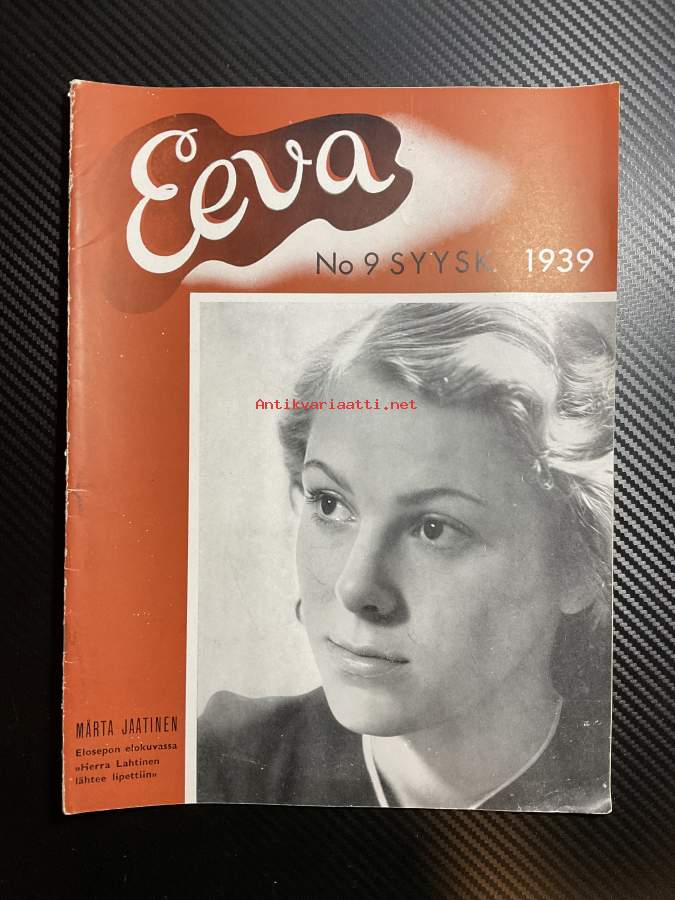 Eeva
No 9 SYYSK. 1939
Antikvariaatti.net
MÄRTA JAATINEN
Elosepon elokuvassa
»Herra Lahtinen
lähtee lipettiin»